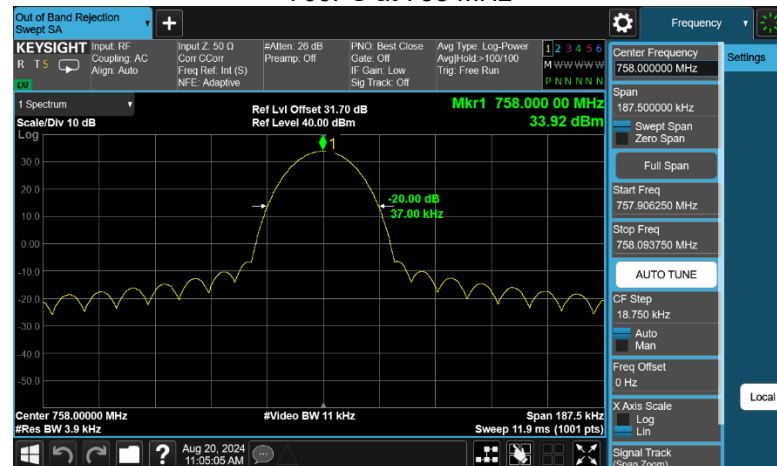 Out of Band Rejection
Swept SA
Frequency
KEYSIGHT
R T S
LXI
Input: RF
Coupling: AC
Align: Auto
Input Z: 50 Ω
Corr CCorr
Freq Ref: Int (S)
NFE: Adaptive
#Atten: 26 dB
Preamp: Off
PNO: Best Close
Gate: Off
IF Gain: Low
Sig Track: Off
Avg Type: Log-Power
Avg|Hold:>100/100
Trig: Free Run
1 2 3 4 5 6
M W W W W W
P N N N N N
1 Spectrum
Scale/Div 10 dB
Log
Ref Lvl Offset 31.70 dB
Ref Level 40.00 dBm
Mkr1 758.000 00 MHz
33.92 dBm
1
30.0
20.0
10.0
0.00
-10.0
-20.0
-30.0
-40.0
-50.0
-20.00 dB
37.00 kHz
Center 758.00000 MHz
#Res BW 3.9 kHz
#Video BW 11 kHz
Span 187.5 kHz
Sweep 11.9 ms (1001 pts)
?
Aug 20, 2024
11:05:05 AM
Center Frequency
758.000000 MHz
Span
187.500000 kHz
Swept Span
Zero Span
Full Span
Start Freq
757.906250 MHz
Stop Freq
758.093750 MHz
AUTO TUNE
CF Step
18.750 kHz
Auto
Man
Freq Offset
0 Hz
X Axis Scale
Log
Lin
Signal Track
(Span Zoom)
Settings
Local